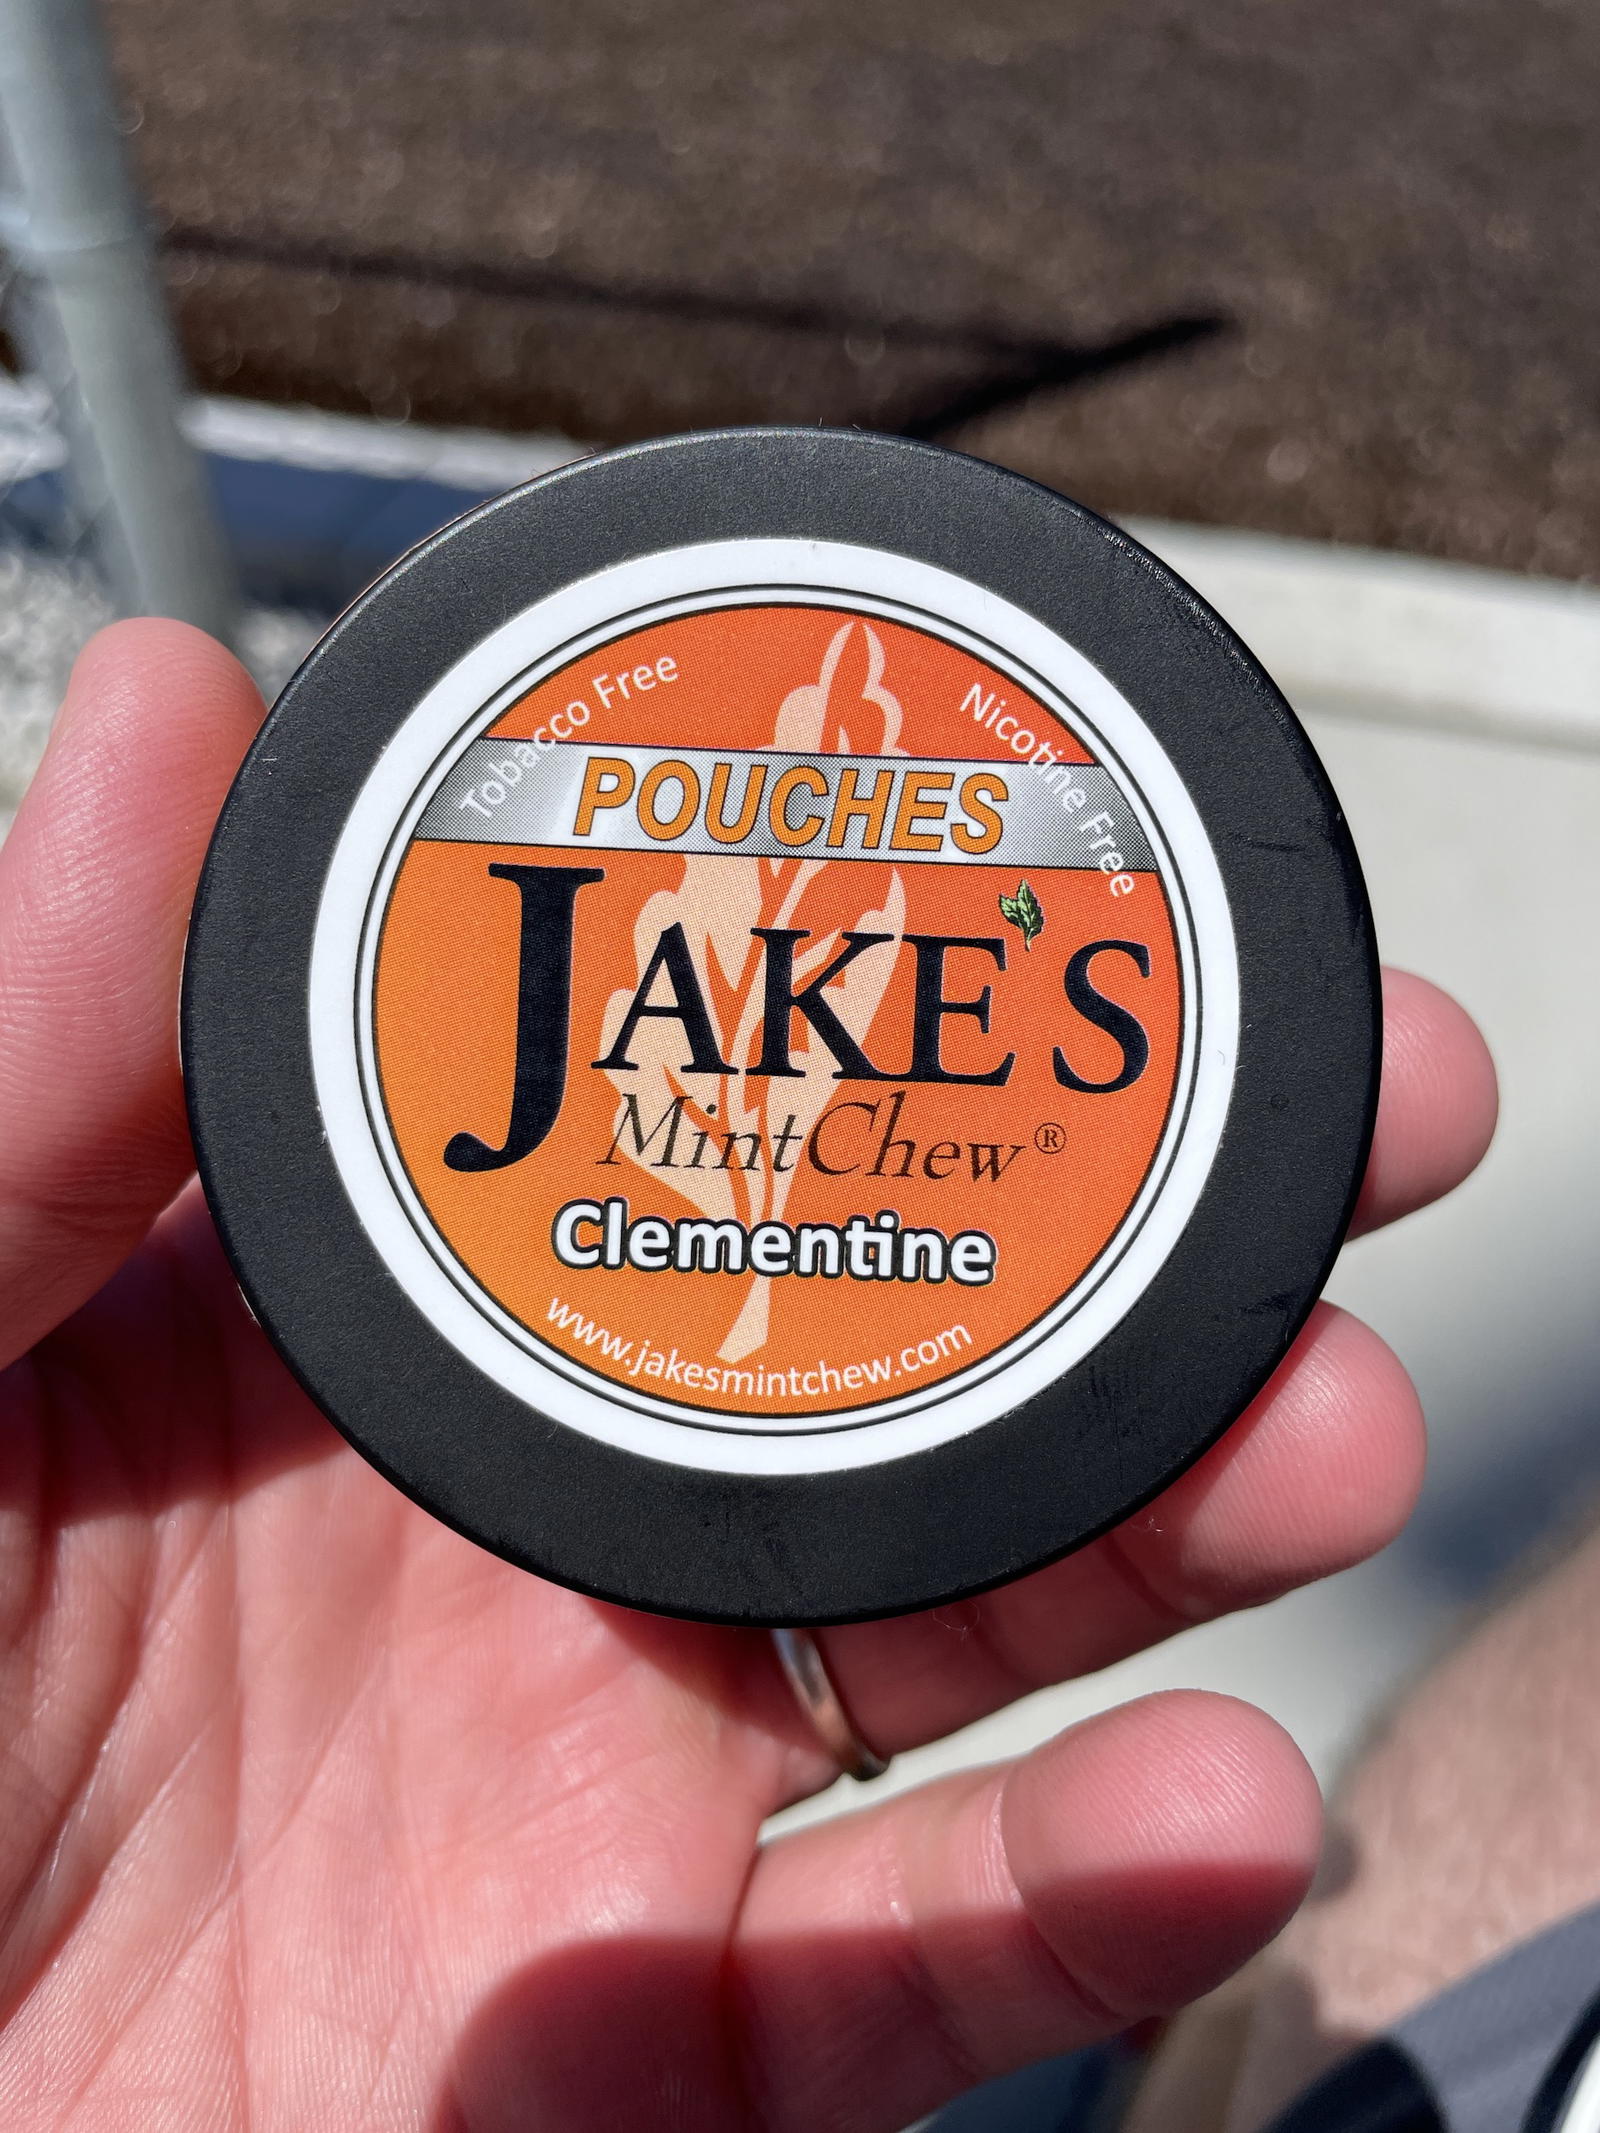 Tobacco Free
Nicotine Free
POUCHES
JAKE'S
MintChew®
Clementine
www.jakesmintchew.com